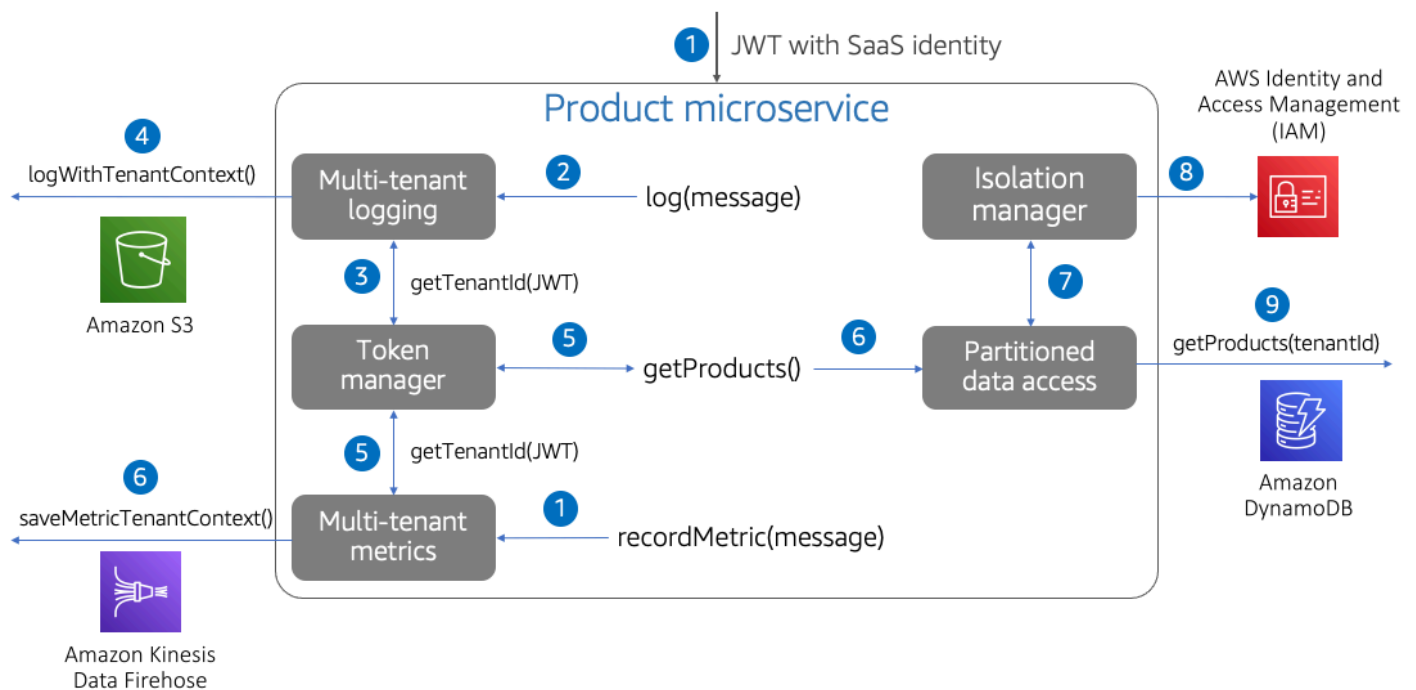 1
JWT with SaaS identity
Product microservice
AWS Identity and
Access Management
(IAM)
4
logWithTenantContext()
Multi-tenant
logging
2
log(message)
Isolation
manager
8
Amazon S3
3
getTenantId(JWT)
7
Token
manager
5
getProducts()
6
Partitioned
data access
9
getProducts(tenantId)
5
getTenantId(JWT)
Amazon
DynamoDB
6
saveMetricTenantContext()
Multi-tenant
metrics
1
recordMetric(message)
Amazon Kinesis
Data Firehose